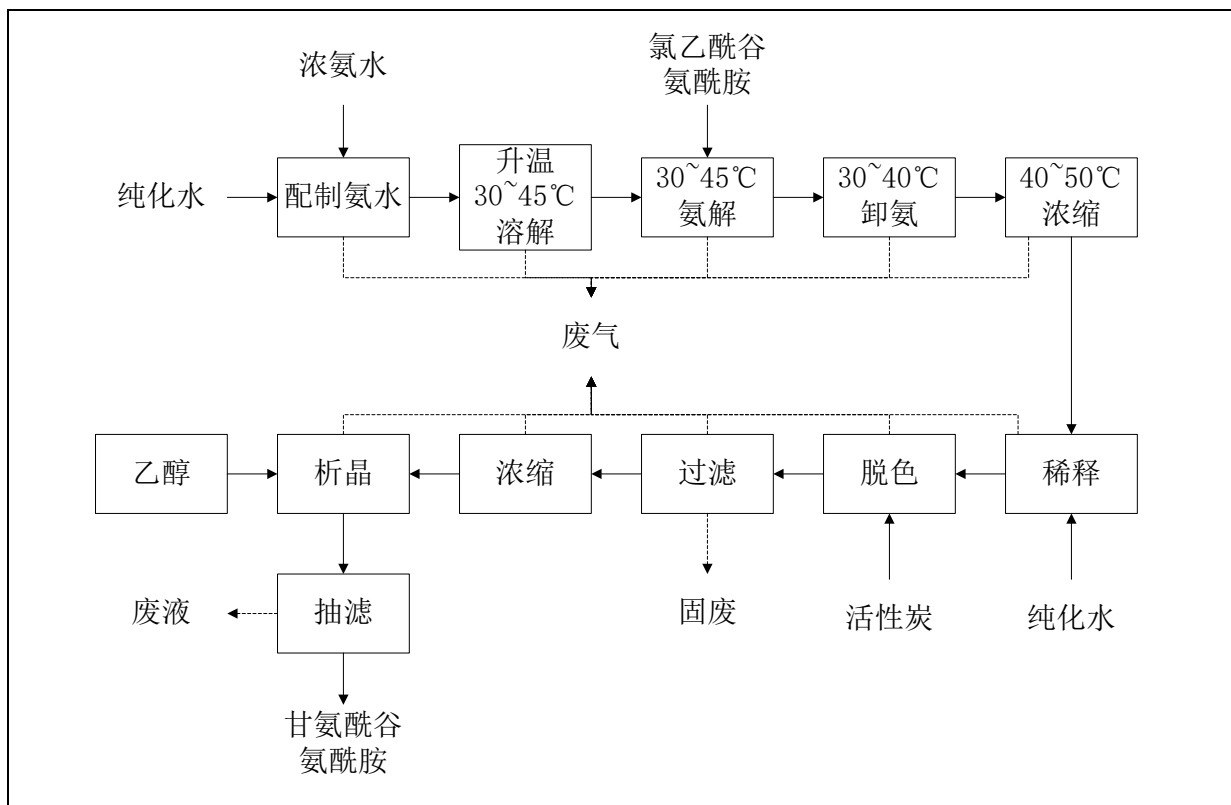 浓氨水
氯乙酰谷
氨酰胺
纯化水
配制氨水
升温
30~45℃
溶解
30~45℃
氨解
30~40℃
卸氨
40~50℃
浓缩
废气
乙醇
析晶
浓缩
过滤
脱色
稀释
废液
抽滤
固废
活性炭
纯化水
甘氨酰谷
氨酰胺